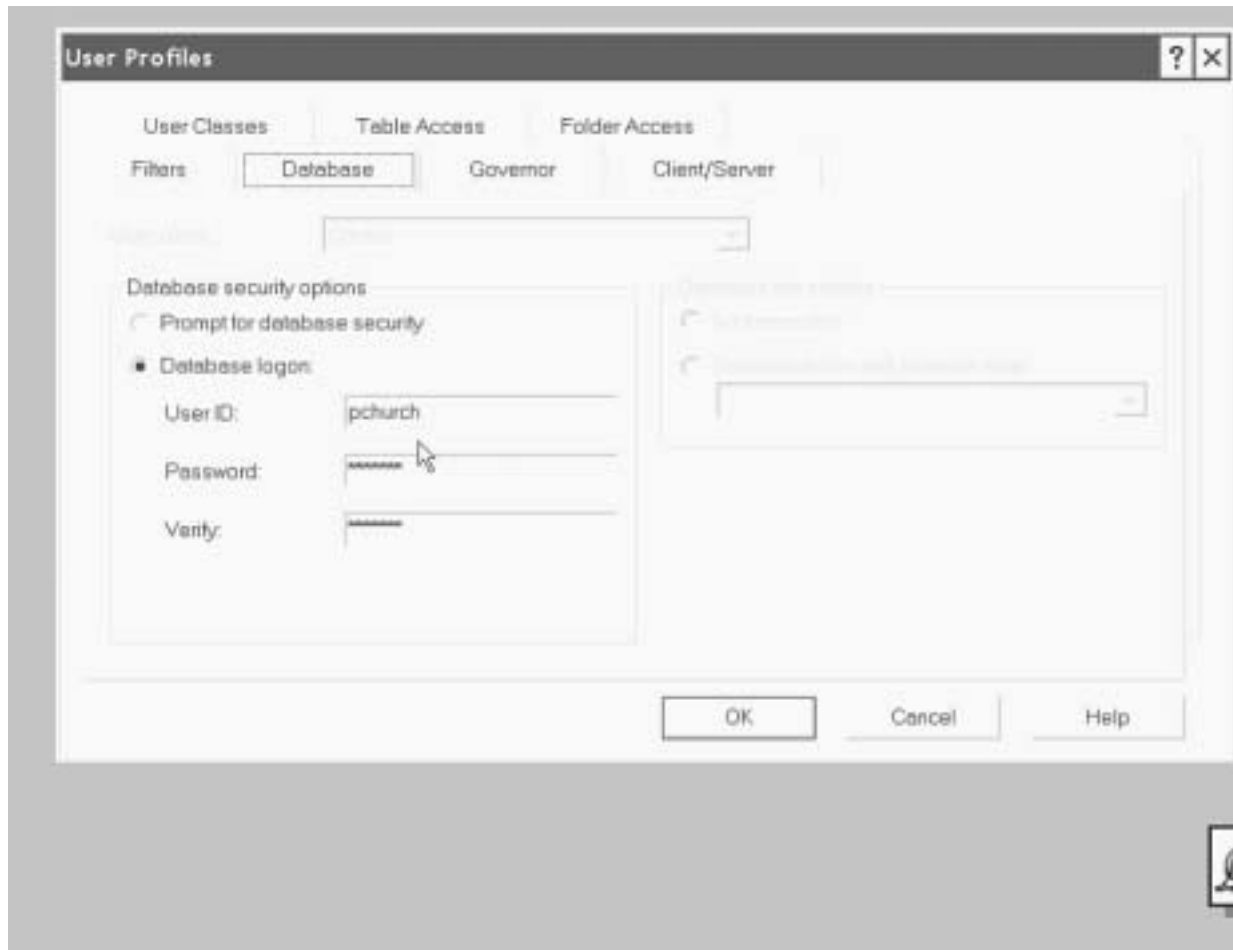 User Profiles
User Classes Table Access Folder Access
Filters Database Governor Client/Server
Database security options
Prompt for database security
Database logon:
User ID: pchurch
Password: *******
Verify: *******
OK Cancel Help